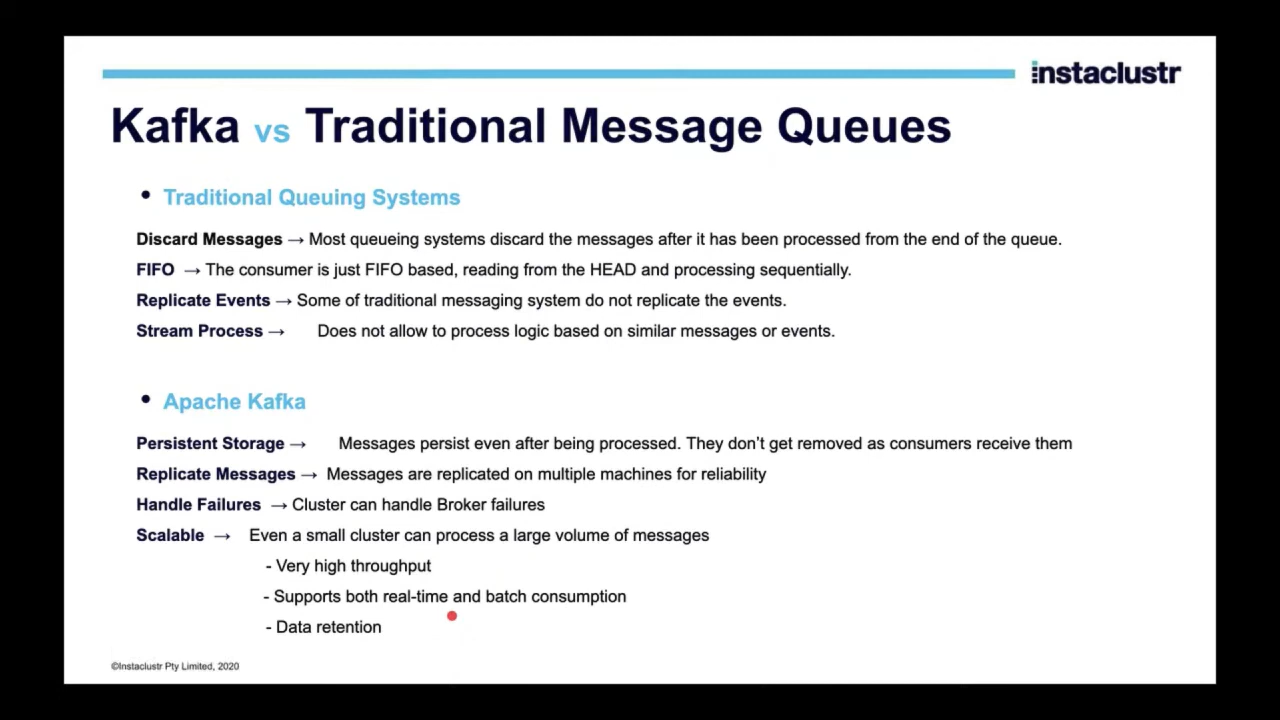 instaclustr
Kafka vs Traditional Message Queues
• Traditional Queuing Systems
Discard Messages → Most queueing systems discard the messages after it has been processed from the end of the queue.
FIFO → The consumer is just FIFO based, reading from the HEAD and processing sequentially.
Replicate Events → Some of traditional messaging system do not replicate the events.
Stream Process → Does not allow to process logic based on similar messages or events.
• Apache Kafka
Persistent Storage → Messages persist even after being processed. They don’t get removed as consumers receive them
Replicate Messages → Messages are replicated on multiple machines for reliability
Handle Failures → Cluster can handle Broker failures
Scalable → Even a small cluster can process a large volume of messages
- Very high throughput
- Supports both real-time and batch consumption
- Data retention
©Instaclustr Pty Limited, 2020